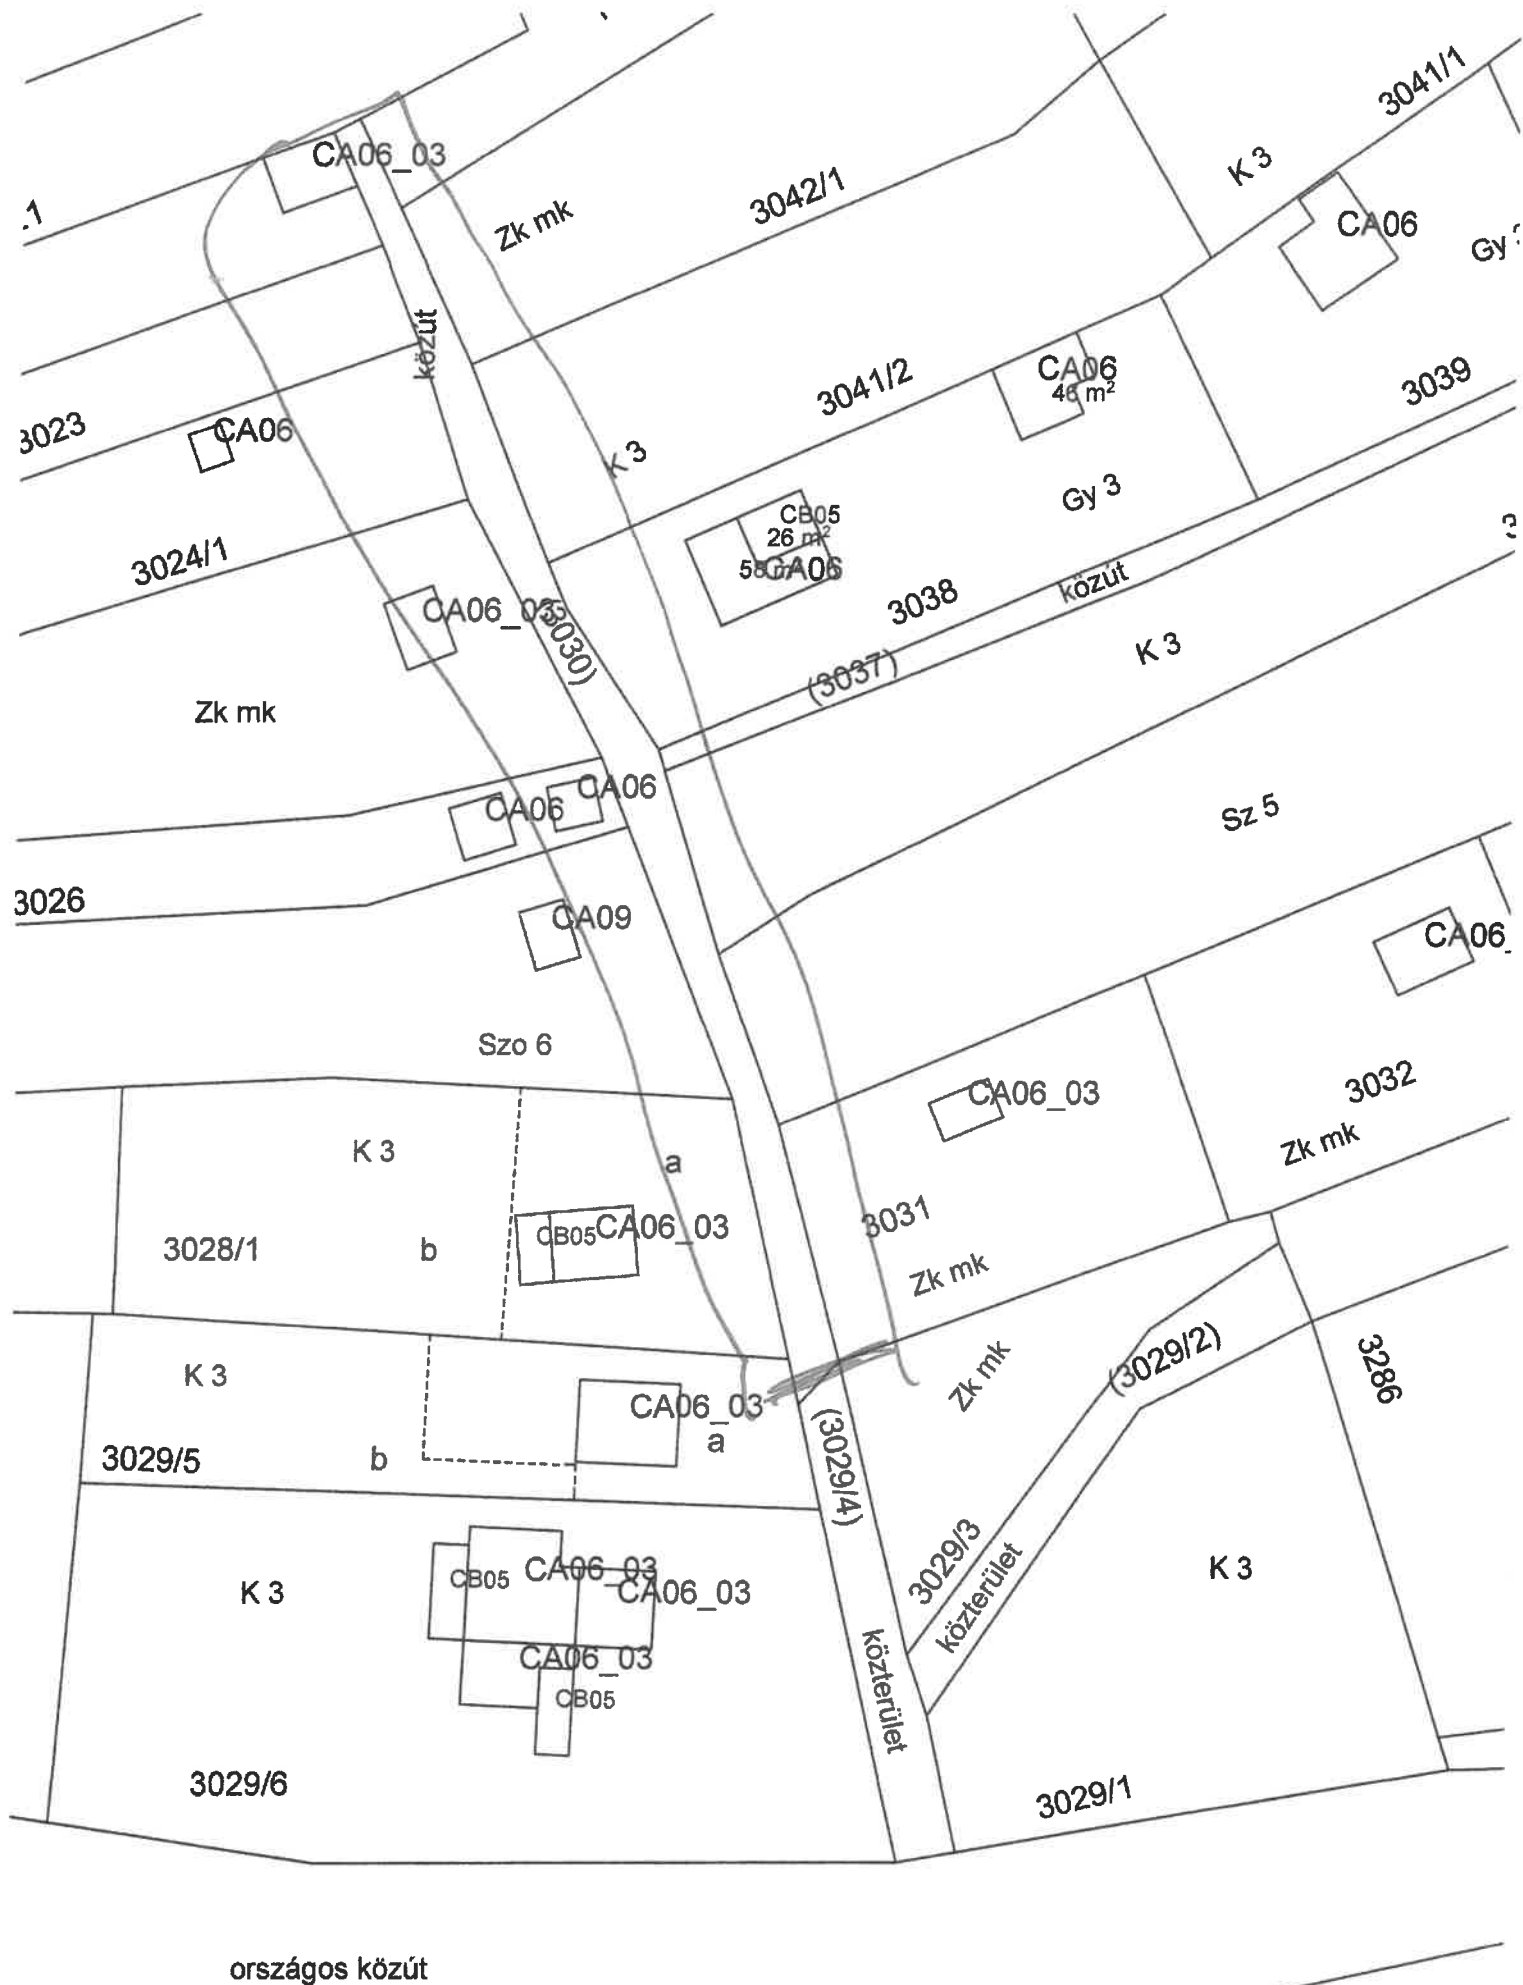 CA06_03
3041/1
K 3
Zk mk
3042/1
CA06
közút
3041/2
CA06
46 m²
3039
3023
CA06
K 3
Gy 3
CB05
26 m²
CA06
3024/1
CA06_03
(3030)
3038
közút
(3037)
K 3
Zk mk
CA06
CA06
Sz 5
3026
CA09
CA06_
Szo 6
CA06_03
3032
Zk mk
K 3
a
3028/1
b
CB05
CA06_03
3031
Zk mk
K 3
Zk mk
(3029/2)
3286
CA06_03
a
3029/5
b
(3029/4)
3029/3
közterület
K 3
CB05
CA06_03
CA06_03
K 3
CA06_03
CB05
közterület
3029/6
3029/1
országos közút